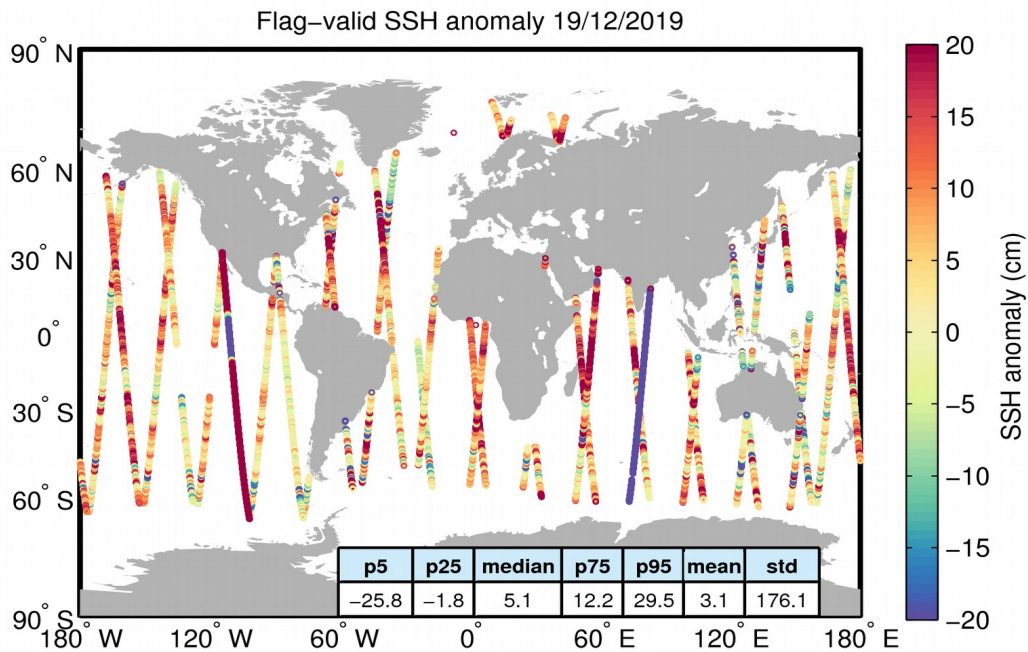 Flag−valid SSH anomaly 19/12/2019
90° N
60° N
30° N
0°
30° S
60° S
90° S
180° W 120° W 60° W 0° 60° E 120° E 180° E
p5 p25 median p75 p95 mean std
−25.8 −1.8 5.1 12.2 29.5 3.1 176.1
20
15
10
5
0
−5
−10
−15
−20
SSH anomaly (cm)